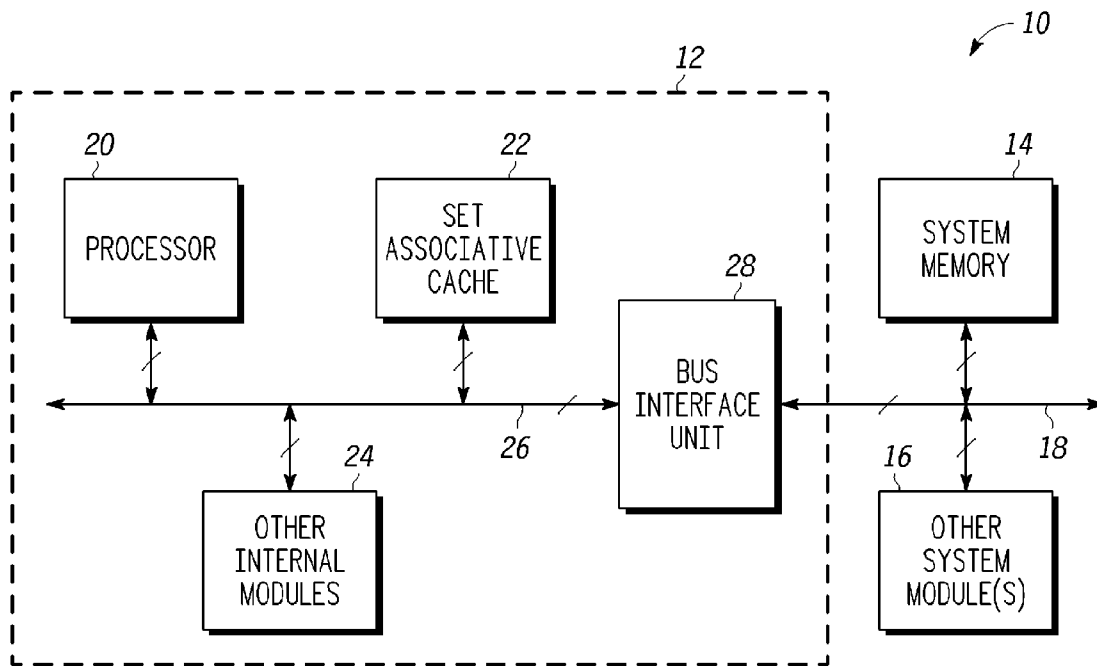 10
12
20
PROCESSOR
22
SET
ASSOCIATIVE
CACHE
14
SYSTEM
MEMORY
28
BUS
INTERFACE
UNIT
26
18
24
OTHER
INTERNAL
MODULES
16
OTHER
SYSTEM
MODULE(S)